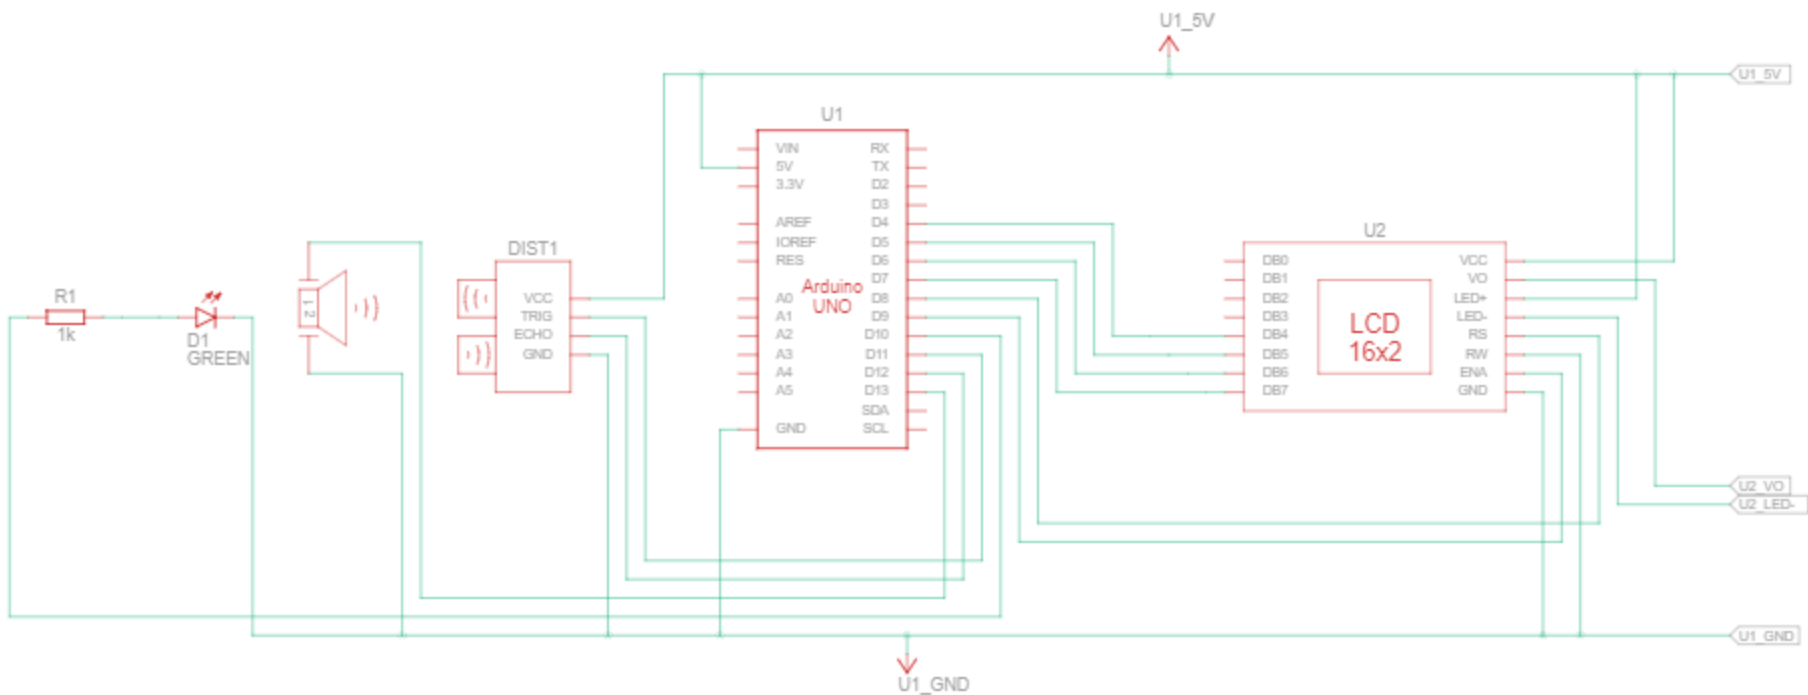 U1_5V
U1_5V
U1
VIN RX
5V TX
3.3V D2
D3
AREF D4
IOREF D5
RES D6
D7
Arduino
UNO
A0 D8
A1 D9
A2 D10
A3 D11
A4 D12
A5 D13
SDA
GND SCL
R1
1k
D1
GREEN
1
2
DIST1
VCC
TRIG
ECHO
GND
U2
DB0 VCC
DB1 VO
DB2 LED+
DB3 LED-
DB4 RS
DB5 RW
DB6 ENA
DB7 GND
LCD
16x2
U2_VO
U2_LED-
U1_GND
U1_GND